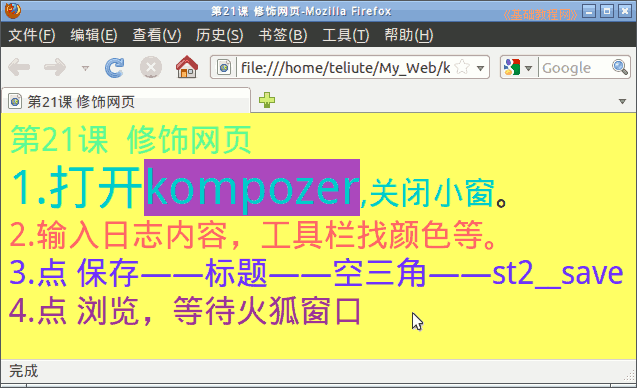 第21课 修饰网页-Mozilla Firefox
文件(F) 编辑(E) 查看(V) 历史(S) 书签(B) 工具(T) 帮助(H)
file:///home/teliute/My_Web/k
Google
第21课 修饰网页
第21课 修饰网页
1.打开kompozer,关闭小窗。
2.输入日志内容，工具栏找颜色等。
3.点 保存——标题——空三角——st2_save
4.点 浏览，等待火狐窗口
完成